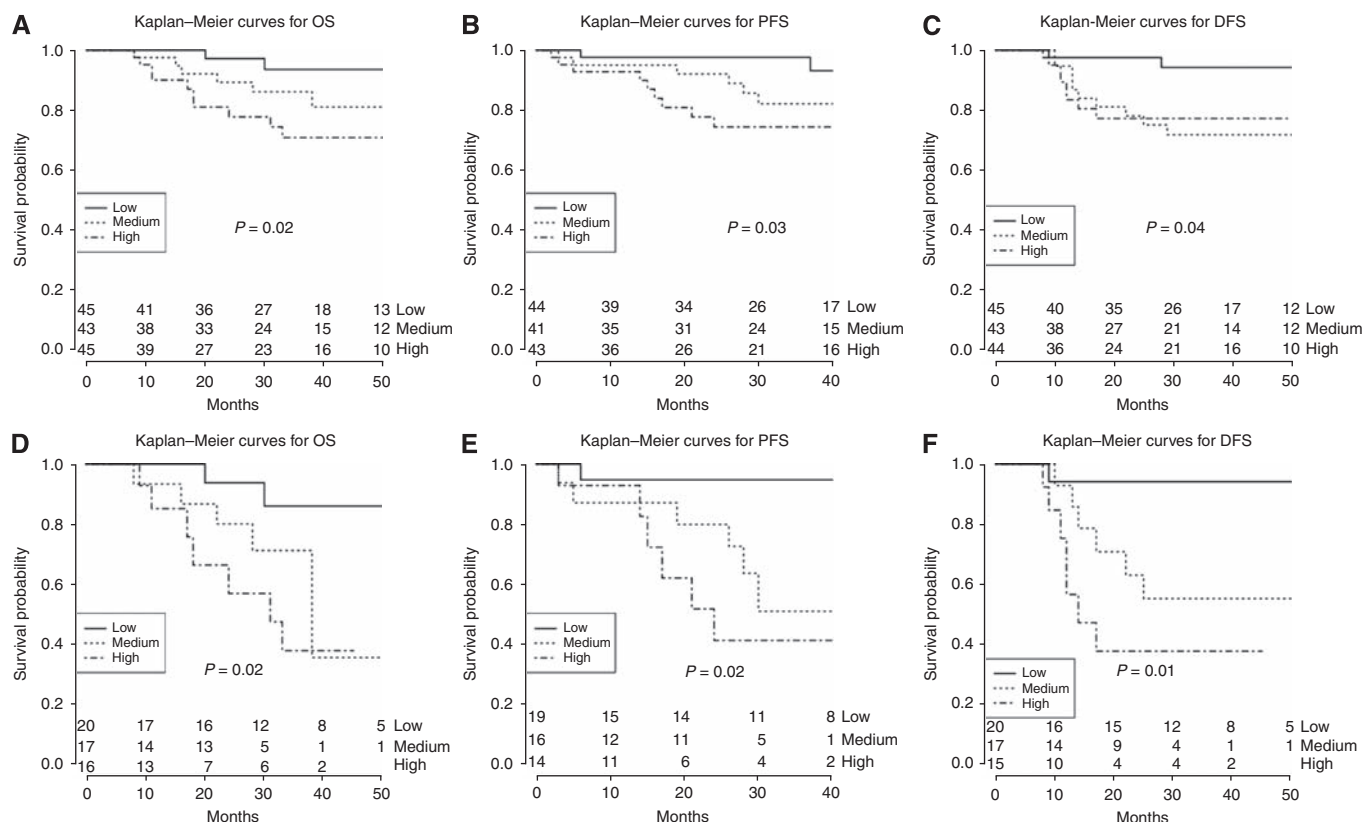 A
Kaplan–Meier curves for OS
Survival probability
1.0
0.8
0.6
0.4
0.2
0.0
Low
Medium
High
P = 0.02
45 41 36 27 18 13 Low
43 38 33 24 15 12 Medium
45 39 27 23 16 10 High
0 10 20 30 40 50
Months
B
Kaplan–Meier curves for PFS
Survival probability
1.0
0.8
0.6
0.4
0.2
0.0
Low
Medium
High
P = 0.03
44 39 34 26 17 Low
41 35 31 24 15 Medium
43 36 26 21 16 High
0 10 20 30 40
Months
C
Kaplan-Meier curves for DFS
Survival probability
1.0
0.8
0.6
0.4
0.2
0.0
Low
Medium
High
P = 0.04
45 40 35 26 17 12 Low
43 38 27 21 14 12 Medium
44 36 24 21 16 10 High
0 10 20 30 40 50
Months
D
Kaplan–Meier curves for OS
Survival probability
1.0
0.8
0.6
0.4
0.2
0.0
Low
Medium
High
P = 0.02
20 17 16 12 8 5 Low
17 14 13 5 1 1 Medium
16 13 7 6 2 High
0 10 20 30 40 50
Months
E
Kaplan–Meier curves for PFS
Survival probability
1.0
0.8
0.6
0.4
0.2
0.0
Low
Medium
High
P = 0.02
19 15 14 11 8 Low
16 12 11 5 1 Medium
14 11 6 4 2 High
0 10 20 30 40
Months
F
Kaplan–Meier curves for DFS
Survival probability
1.0
0.8
0.6
0.4
0.2
0.0
Low
Medium
High
P = 0.01
20 16 15 12 8 5 Low
17 14 9 4 1 1 Medium
15 10 4 4 2 High
0 10 20 30 40 50
Months